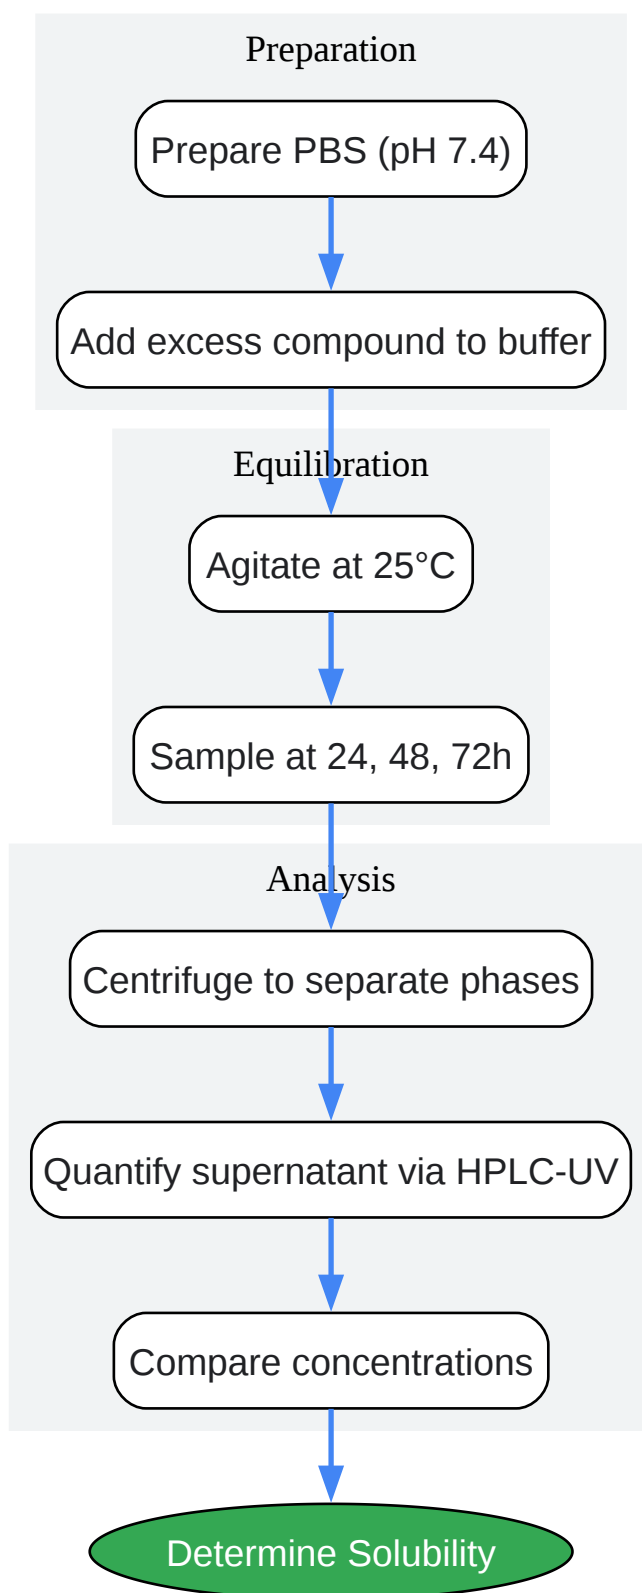 Preparation
Prepare PBS (pH 7.4)
Add excess compound to buffer
Equilibration
Agitate at 25°C
Sample at 24, 48, 72h
Analysis
Centrifuge to separate phases
Quantify supernatant via HPLC-UV
Compare concentrations
Determine Solubility